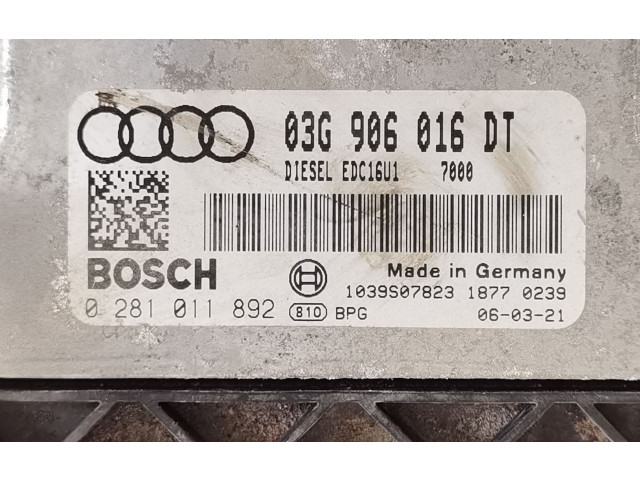 03G 906 016 DT
DIESEL EDC16U1 7000
BOSCH
Made in Germany
1039S07823 1877 0239
0 281 011 892 810 BPG 06-03-21